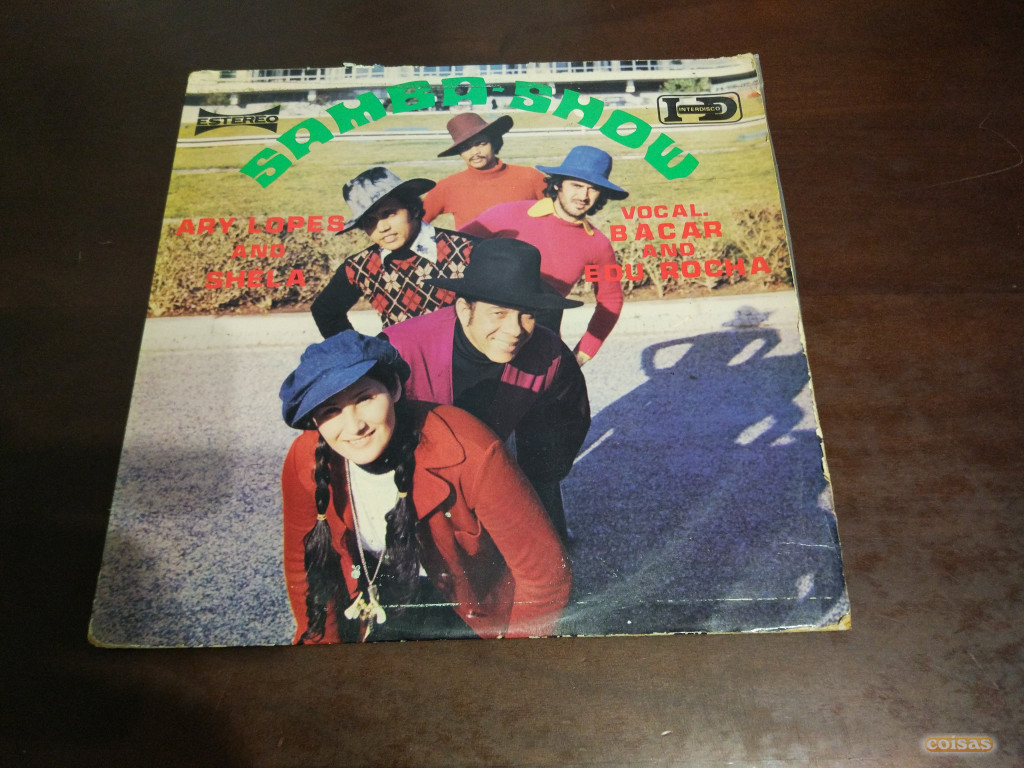 SAMBA-SHOW
ESTEREO
INTERDISCO
ARY LOPES
AND
SHELA
VOCAL.
BACAR
AND
EDU ROCHA
coisas